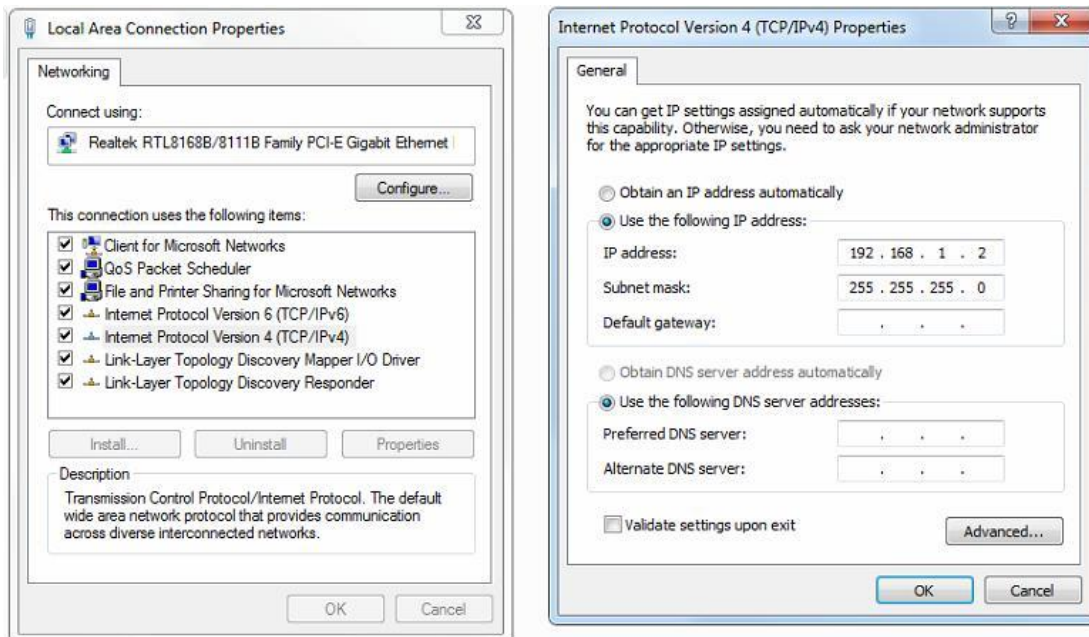 Local Area Connection Properties
Networking
Connect using:
Realtek RTL8168B/8111B Family PCI-E Gigabit Ethernet
Configure...
This connection uses the following items:
Client for Microsoft Networks
QoS Packet Scheduler
File and Printer Sharing for Microsoft Networks
Internet Protocol Version 6 (TCP/IPv6)
Internet Protocol Version 4 (TCP/IPv4)
Link-Layer Topology Discovery Mapper I/O Driver
Link-Layer Topology Discovery Responder
Install...
Uninstall
Properties
Description
Transmission Control Protocol/Internet Protocol. The default
wide area network protocol that provides communication
across diverse interconnected networks.
OK
Cancel
Internet Protocol Version 4 (TCP/IPv4) Properties
General
You can get IP settings assigned automatically if your network supports
this capability. Otherwise, you need to ask your network administrator
for the appropriate IP settings.
Obtain an IP address automatically
Use the following IP address:
IP address: 192 . 168 . 1 . 2
Subnet mask: 255 . 255 . 255 . 0
Default gateway: . . .
Obtain DNS server address automatically
Use the following DNS server addresses:
Preferred DNS server: . . .
Alternate DNS server: . . .
Validate settings upon exit
Advanced...
OK
Cancel